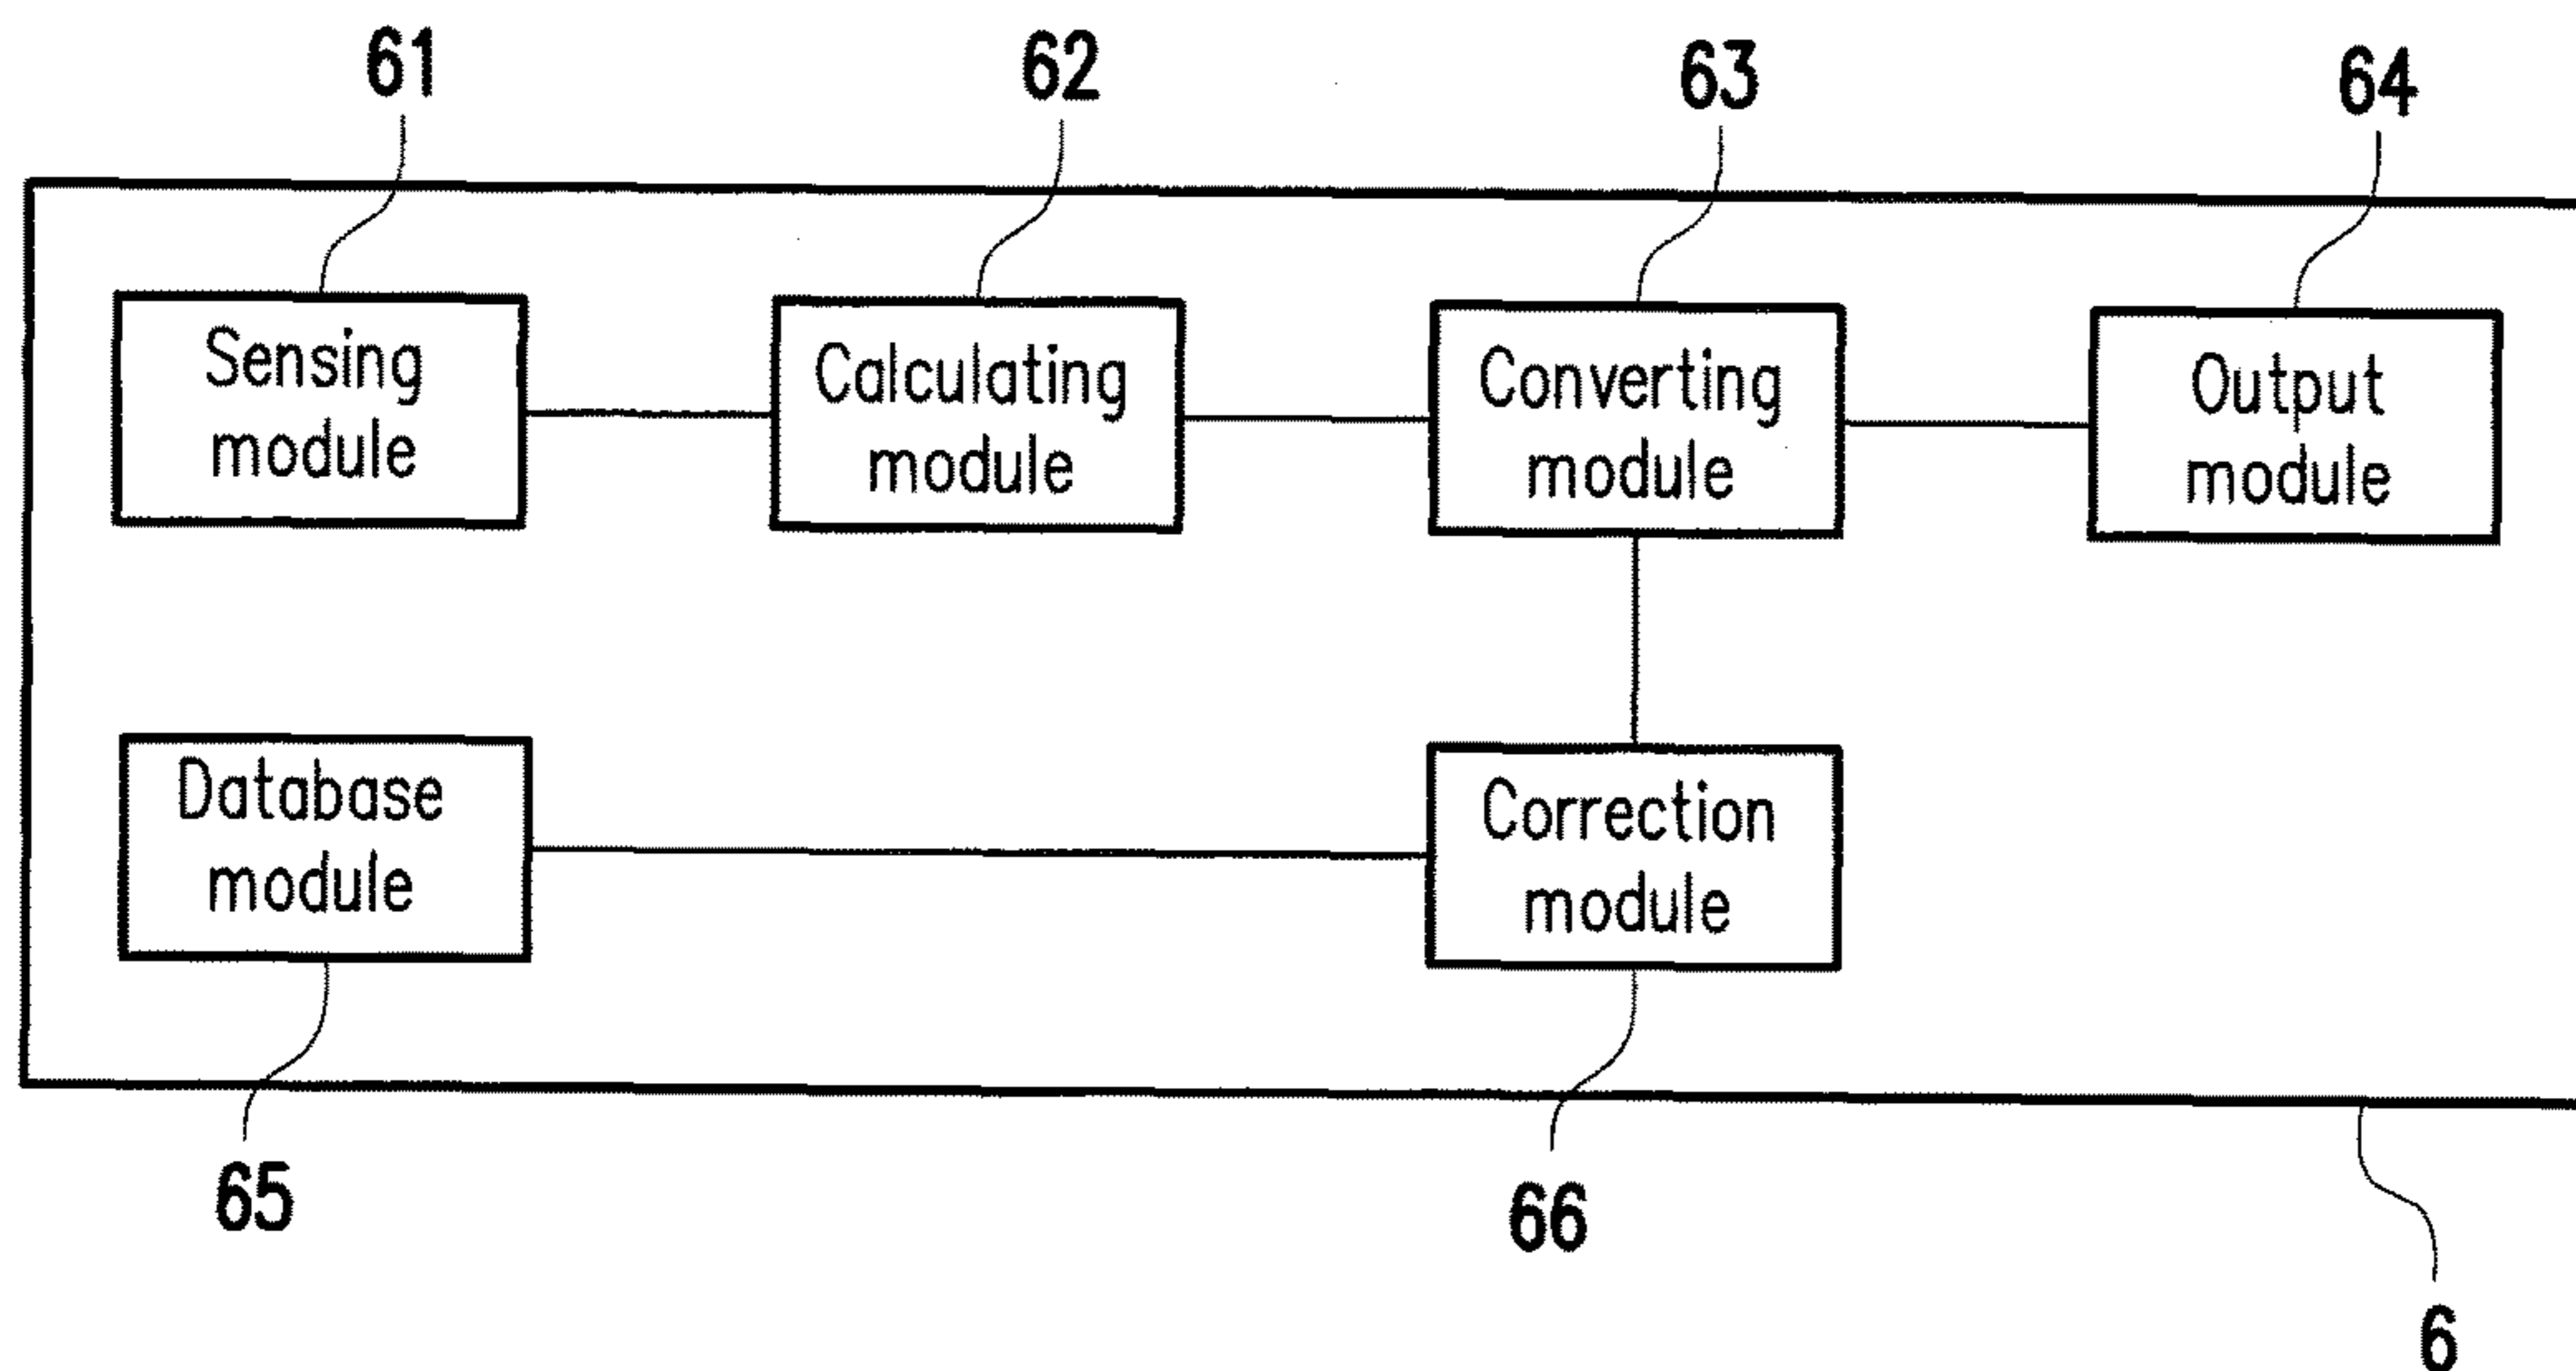 61
62
63
64
Sensing
module
Calculating
module
Converting
module
Output
module
Database
module
Correction
module
65
66
6